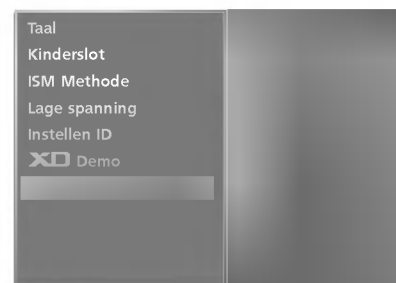 Taal
Kinderslot
ISM Methode
Lage spanning
Instellen ID
XD Demo